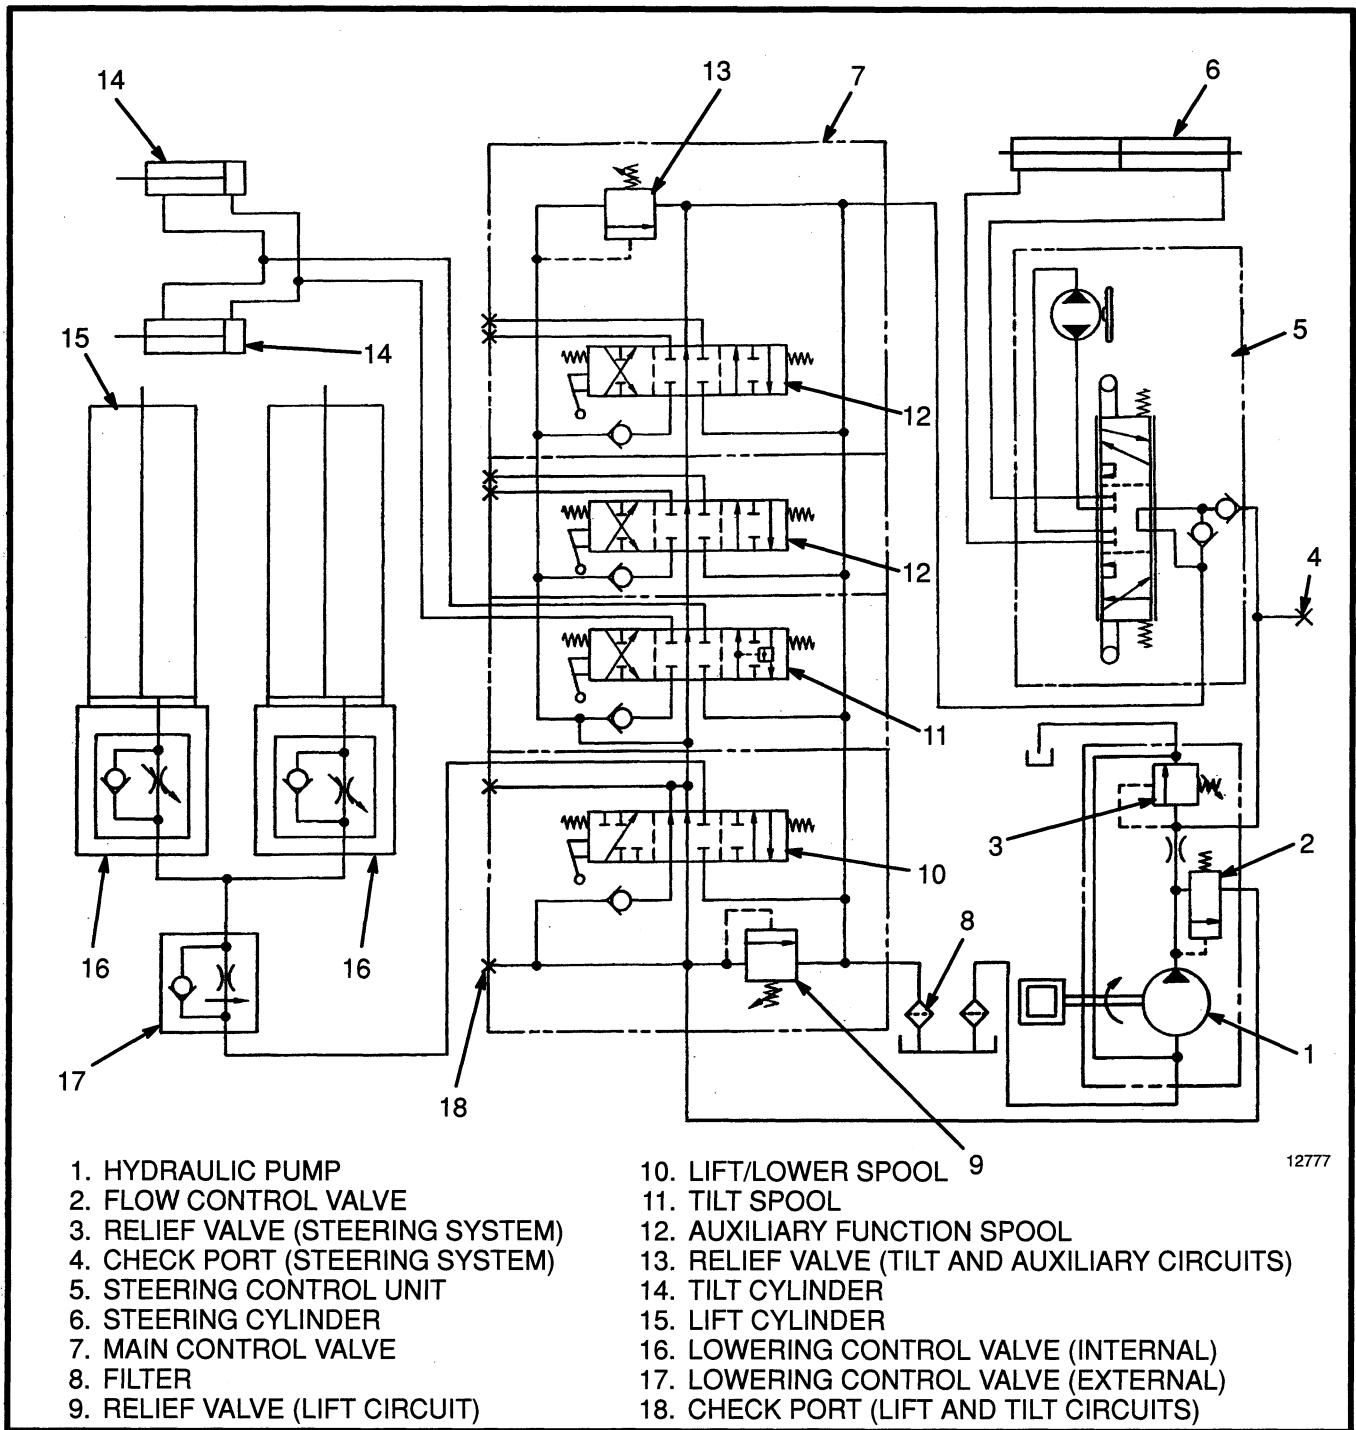 14
13
7
6
15
14
5
12
12
4
11
3
2
10
16
16
8
17
18
1
9
12777
1. HYDRAULIC PUMP
2. FLOW CONTROL VALVE
3. RELIEF VALVE (STEERING SYSTEM)
4. CHECK PORT (STEERING SYSTEM)
5. STEERING CONTROL UNIT
6. STEERING CYLINDER
7. MAIN CONTROL VALVE
8. FILTER
9. RELIEF VALVE (LIFT CIRCUIT)
10. LIFT/LOWER SPOOL
11. TILT SPOOL
12. AUXILIARY FUNCTION SPOOL
13. RELIEF VALVE (TILT AND AUXILIARY CIRCUITS)
14. TILT CYLINDER
15. LIFT CYLINDER
16. LOWERING CONTROL VALVE (INTERNAL)
17. LOWERING CONTROL VALVE (EXTERNAL)
18. CHECK PORT (LIFT AND TILT CIRCUITS)